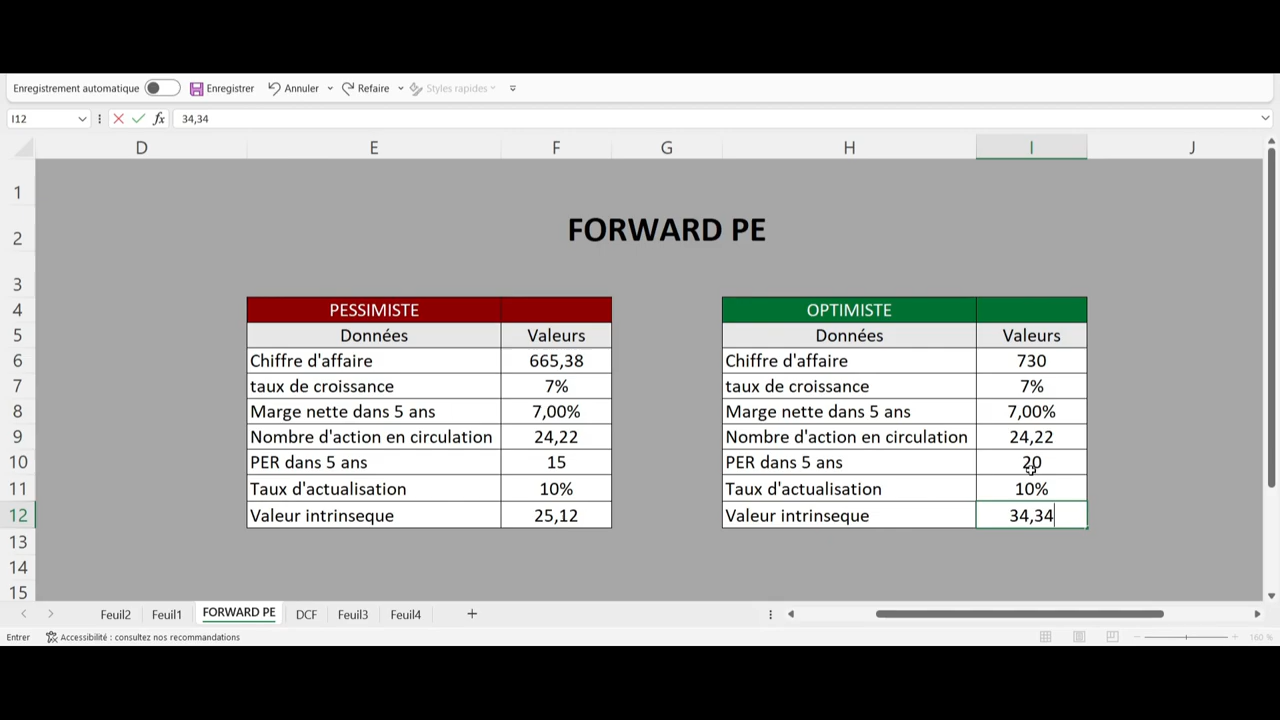 Enregistrement automatique Enregistrer Annuler Refaire Styles rapides
I12 fx 34,34
D E F G H I J
1
2 FORWARD PE
3
4 PESSIMISTE OPTIMISTE
5 Données Valeurs Données Valeurs
6 Chiffre d'affaire 665,38 Chiffre d'affaire 730
7 taux de croissance 7% taux de croissance 7%
8 Marge nette dans 5 ans 7,00% Marge nette dans 5 ans 7,00%
9 Nombre d'action en circulation 24,22 Nombre d'action en circulation 24,22
10 PER dans 5 ans 15 PER dans 5 ans 20
11 Taux d'actualisation 10% Taux d'actualisation 10%
12 Valeur intrinseque 25,12 Valeur intrinseque 34,34
13
14
15
Feuil2 Feuil1 FORWARD PE DCF Feuil3 Feuil4
Entrer Accessibilité : consultez nos recommandations 160 %